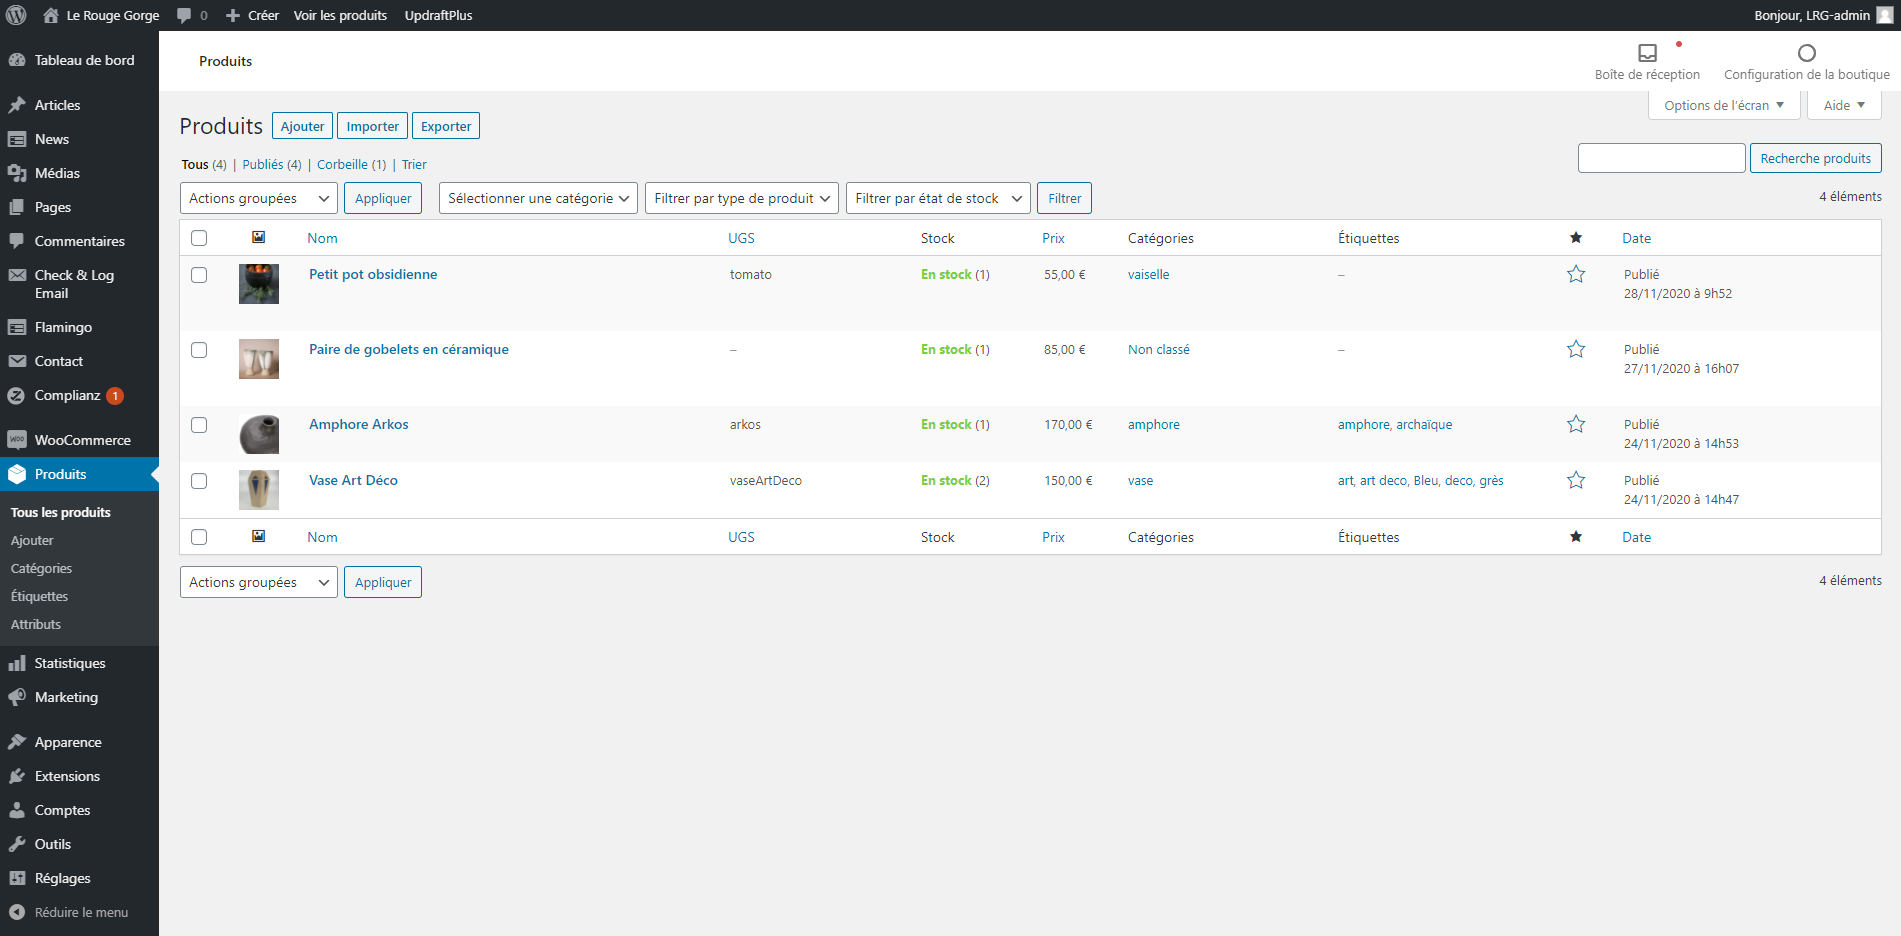 Le Rouge Gorge 0 Créer Voir les produits UpdraftPlus Bonjour, LRG-admin
Tableau de bord
Articles
News
Médias
Pages
Commentaires
Check & Log
Email
Flamingo
Contact
Complianz 1
WooCommerce
Produits
Tous les produits
Ajouter
Catégories
Étiquettes
Attributs
Statistiques
Marketing
Apparence
Extensions
Comptes
Outils
Réglages
Réduire le menu
Produits
Boîte de réception
Configuration de la boutique
Options de l'écran ▼ Aide ▼
Produits Ajouter Importer Exporter
Tous (4) | Publiés (4) | Corbeille (1) | Trier
Recherche produits
Actions groupées Appliquer Sélectionner une catégorie Filtrer par type de produit Filtrer par état de stock Filtrer 4 éléments
Nom UGS Stock Prix Catégories Étiquettes Date
Petit pot obsidienne tomato En stock (1) 55,00 € vaiselle – Publié
28/11/2020 à 9h52
Paire de gobelets en céramique – En stock (1) 85,00 € Non classé – Publié
27/11/2020 à 16h07
Amphore Arkos arkos En stock (1) 170,00 € amphore amphore, archaïque Publié
24/11/2020 à 14h53
Vase Art Déco vaseArtDeco En stock (2) 150,00 € vase art, art deco, Bleu, deco, grès Publié
24/11/2020 à 14h47
Nom UGS Stock Prix Catégories Étiquettes Date
Actions groupées Appliquer 4 éléments